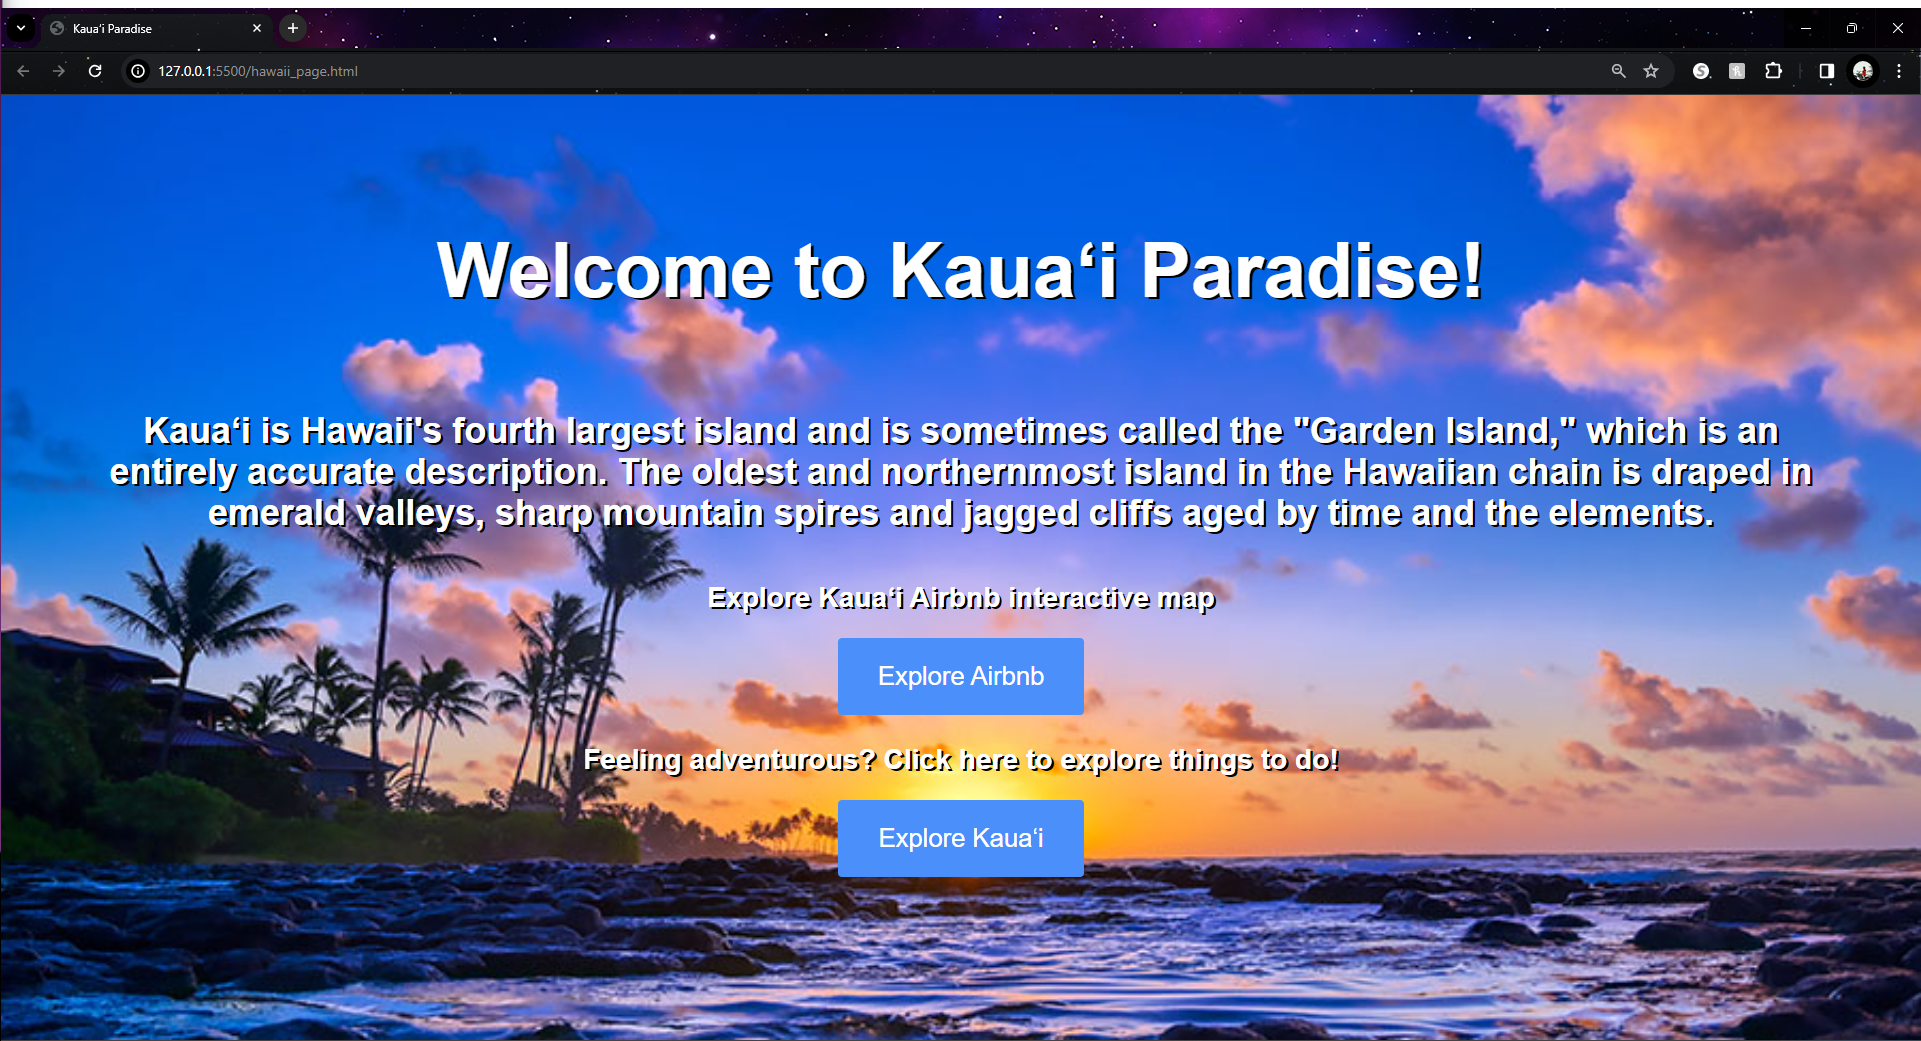 Kauaʻi Paradise
127.0.0.1:5500/hawaii_page.html
Welcome to Kauaʻi Paradise!
Kauaʻi is Hawaii's fourth largest island and is sometimes called the "Garden Island," which is an
entirely accurate description. The oldest and northernmost island in the Hawaiian chain is draped in
emerald valleys, sharp mountain spires and jagged cliffs aged by time and the elements.
Explore Kauaʻi Airbnb interactive map
Explore Airbnb
Feeling adventurous? Click here to explore things to do!
Explore Kauaʻi